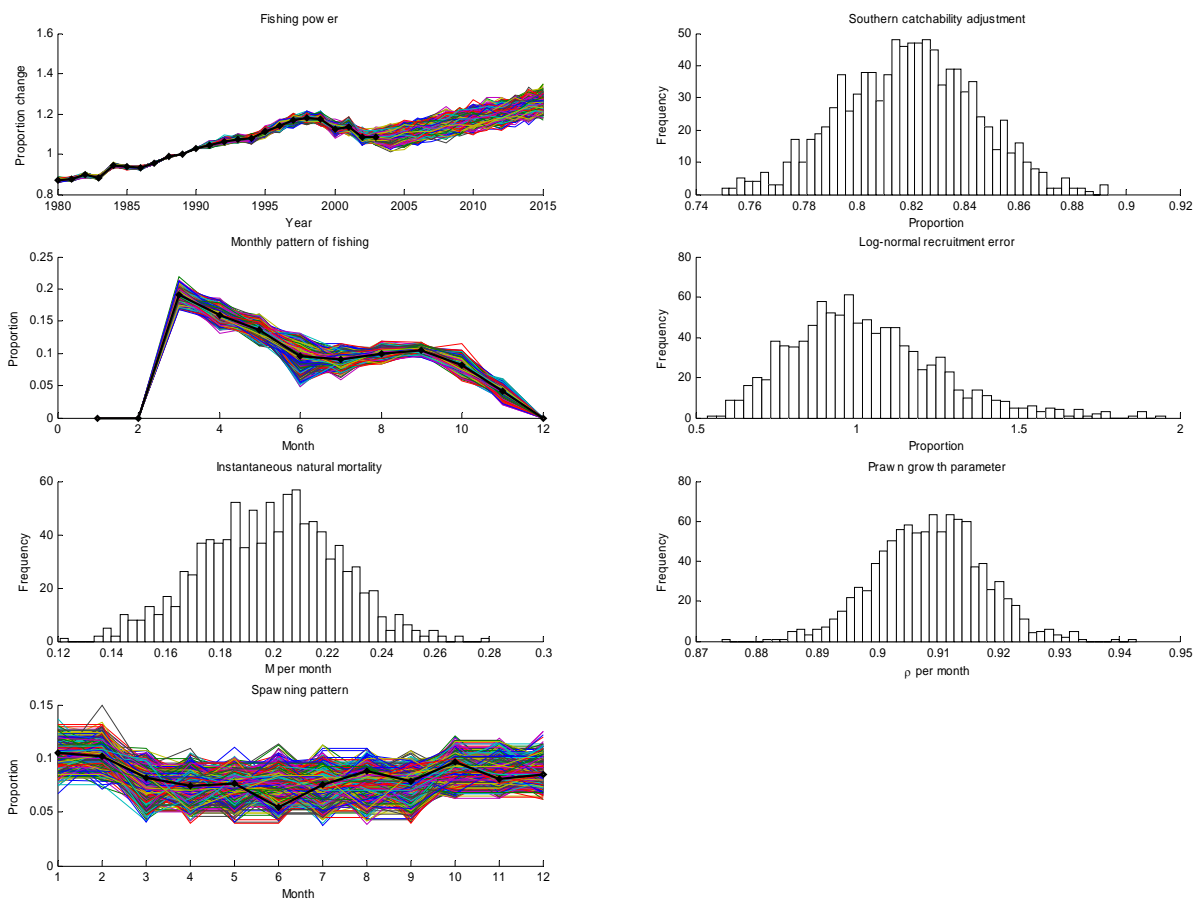 Fishing power
1.6
1.4
1.2
1
0.8
Proportion change
1980 1985 1990 1995 2000 2005 2010 2015
Year
Southern catchability adjustment
50
40
30
20
10
0
Frequency
0.74 0.76 0.78 0.8 0.82 0.84 0.86 0.88 0.9 0.92
Proportion
Monthly pattern of fishing
0.25
0.2
0.15
0.1
0.05
0
Proportion
0 2 4 6 8 10 12
Month
Log-normal recruitment error
80
60
40
20
0
Frequency
0.5 1 1.5 2
Proportion
Instantaneous natural mortality
60
40
20
0
Frequency
0.12 0.14 0.16 0.18 0.2 0.22 0.24 0.26 0.28 0.3
M per month
Prawn growth parameter
80
60
40
20
0
Frequency
0.87 0.88 0.89 0.9 0.91 0.92 0.93 0.94 0.95
ρ per month
Spawning pattern
0.15
0.1
0.05
0
Proportion
1 2 3 4 5 6 7 8 9 10 11 12
Month